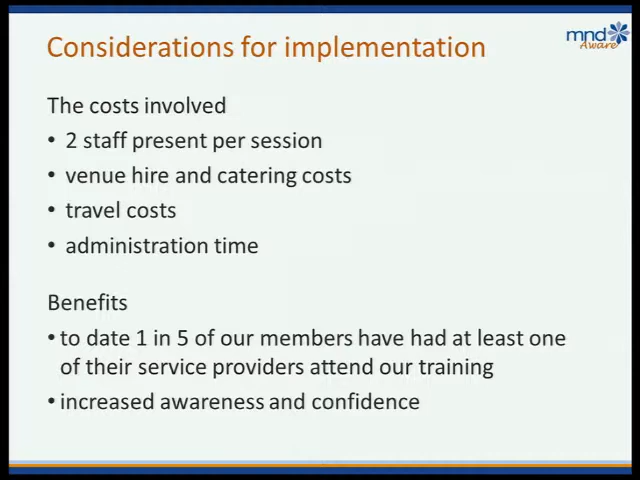 Considerations for implementation
mnd
Aware
The costs involved
• 2 staff present per session
• venue hire and catering costs
• travel costs
• administration time
Benefits
• to date 1 in 5 of our members have had at least one
of their service providers attend our training
• increased awareness and confidence